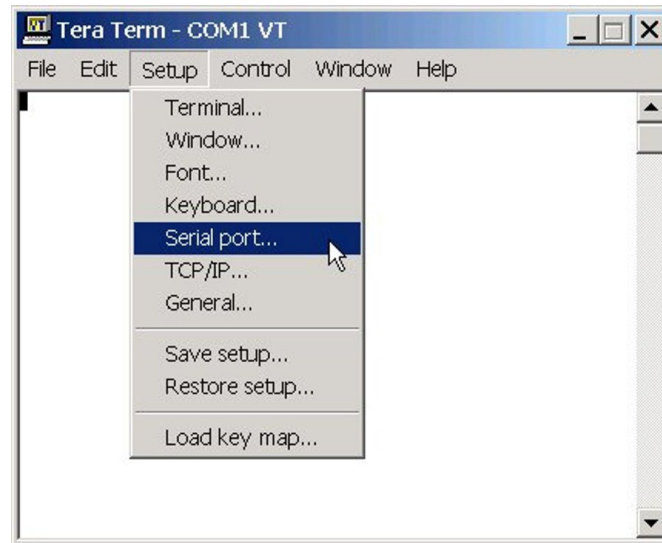 Tera Term - COM1 VT
File Edit Setup Control Window Help
Terminal...
Window...
Font...
Keyboard...
Serial port...
TCP/IP...
General...
Save setup...
Restore setup...
Load key map...